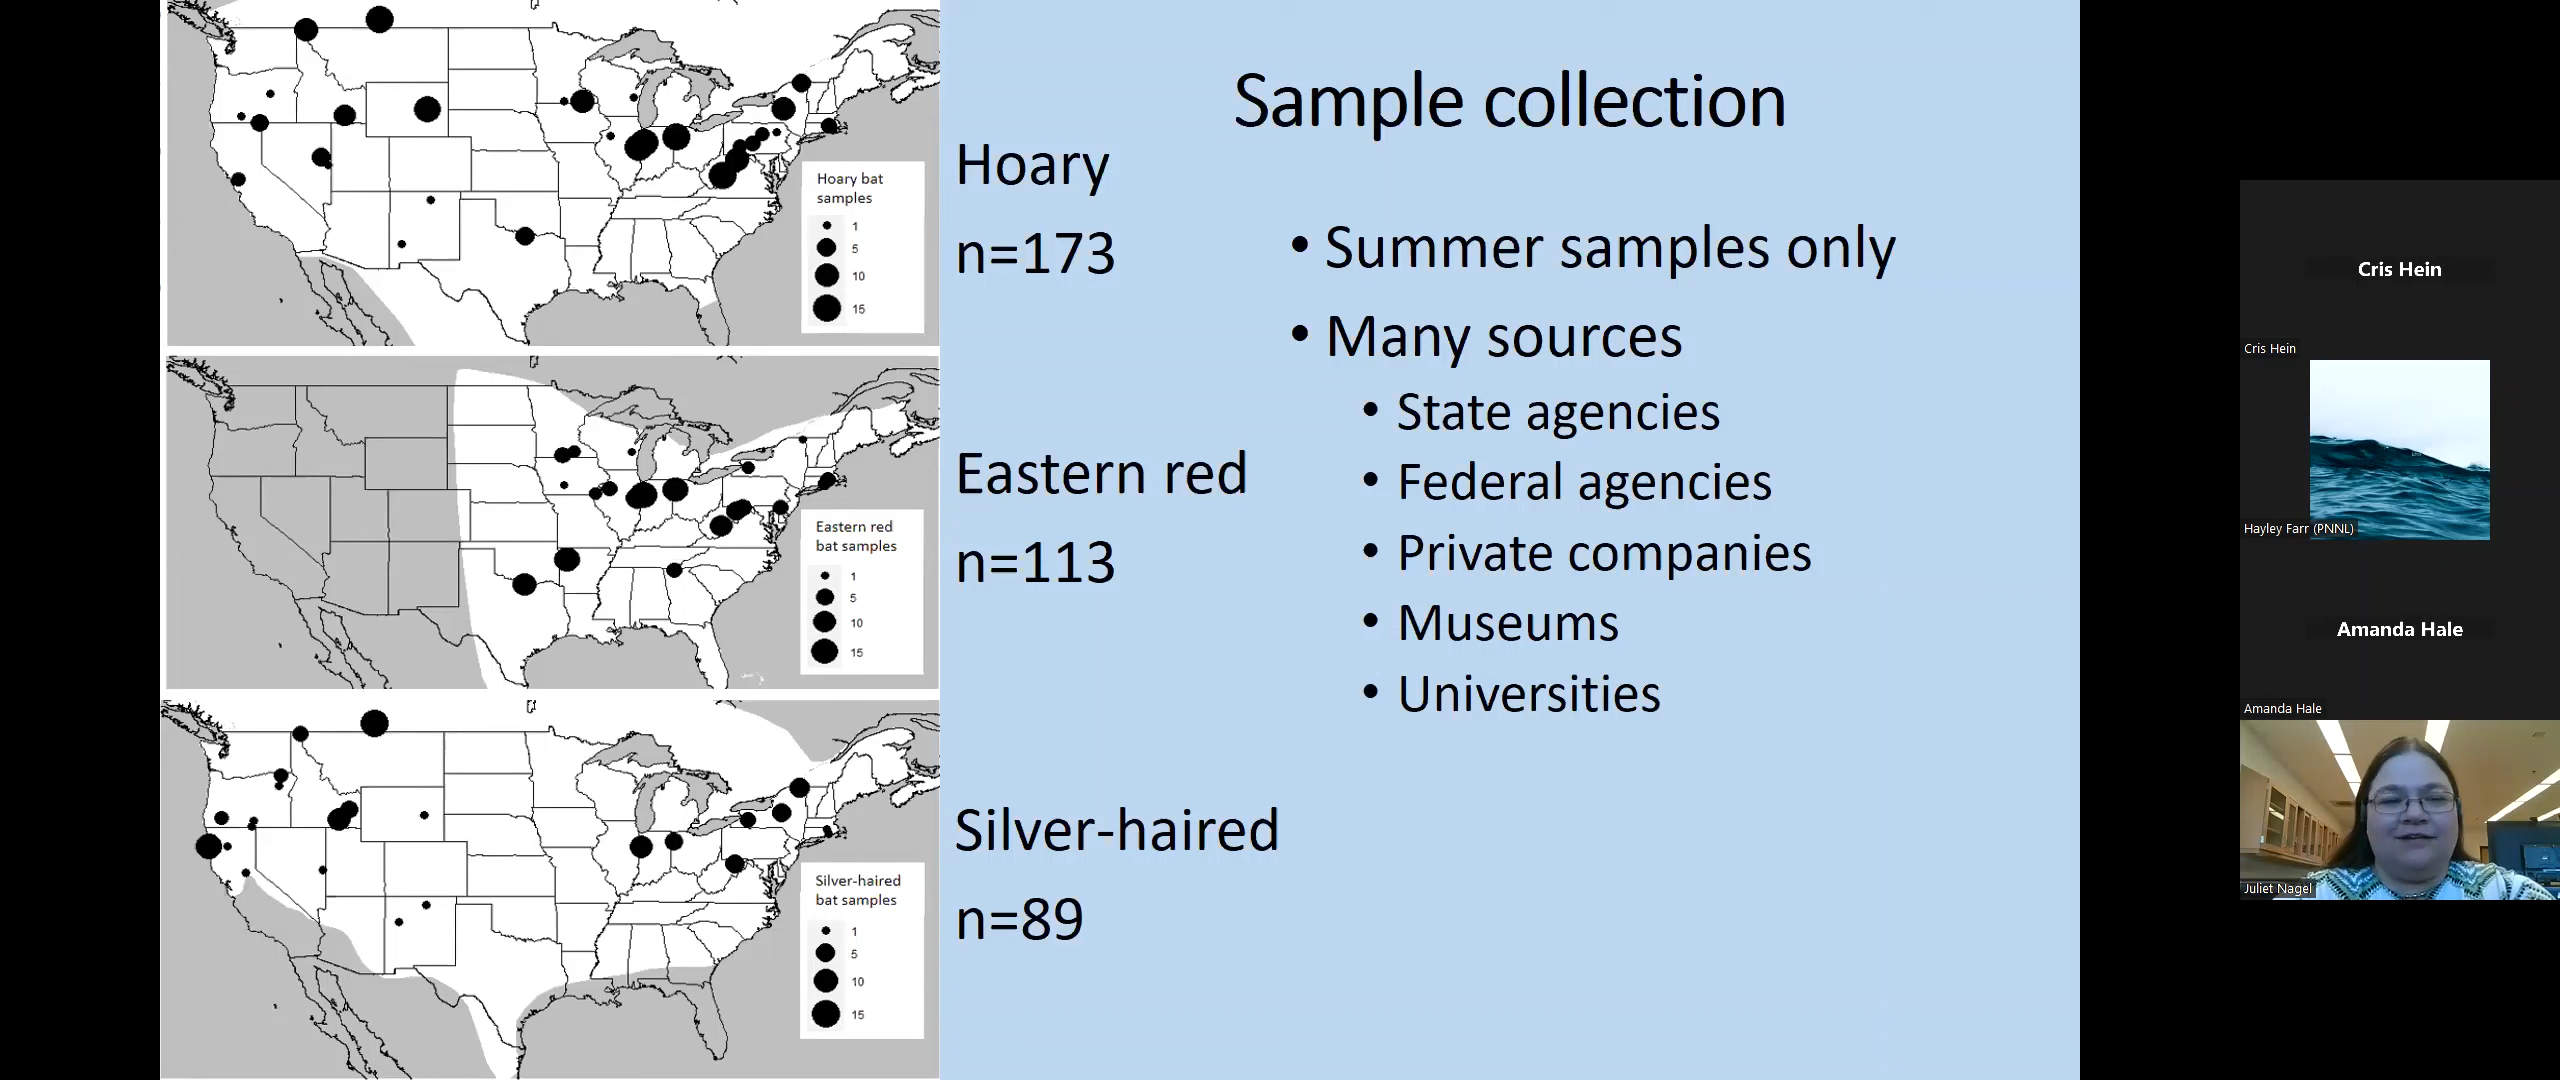 Sample collection
Hoary
n=173
Eastern red
n=113
Silver-haired
n=89
• Summer samples only
• Many sources
• State agencies
• Federal agencies
• Private companies
• Museums
• Universities
Hoary bat
samples
1
5
10
15
Eastern red
bat samples
1
5
10
15
Silver-haired
bat samples
1
5
10
15
Cris Hein
Cris Hein
Hayley Farr (PNNL)
Amanda Hale
Amanda Hale
Juliet Nagel